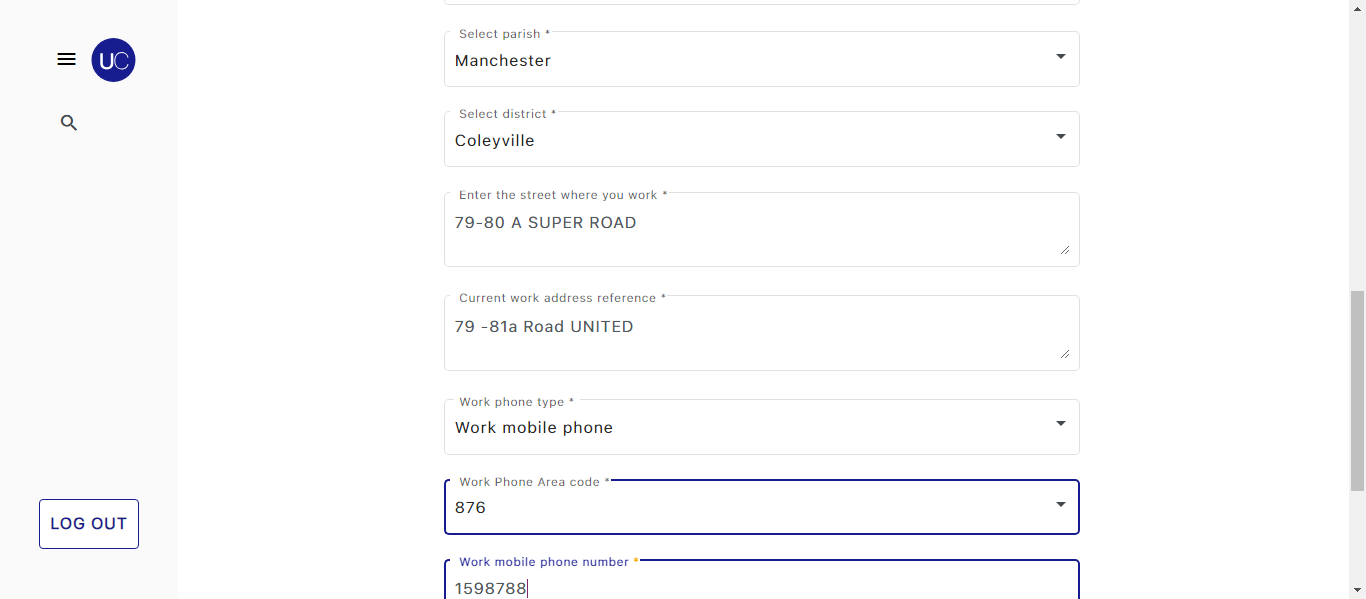 UC
Select parish *
Manchester
Select district *
Coleyville
Enter the street where you work *
79-80 A SUPER ROAD
Current work address reference *
79 -81a Road UNITED
Work phone type *
Work mobile phone
Work Phone Area code *
876
LOG OUT
Work mobile phone number *
1598788